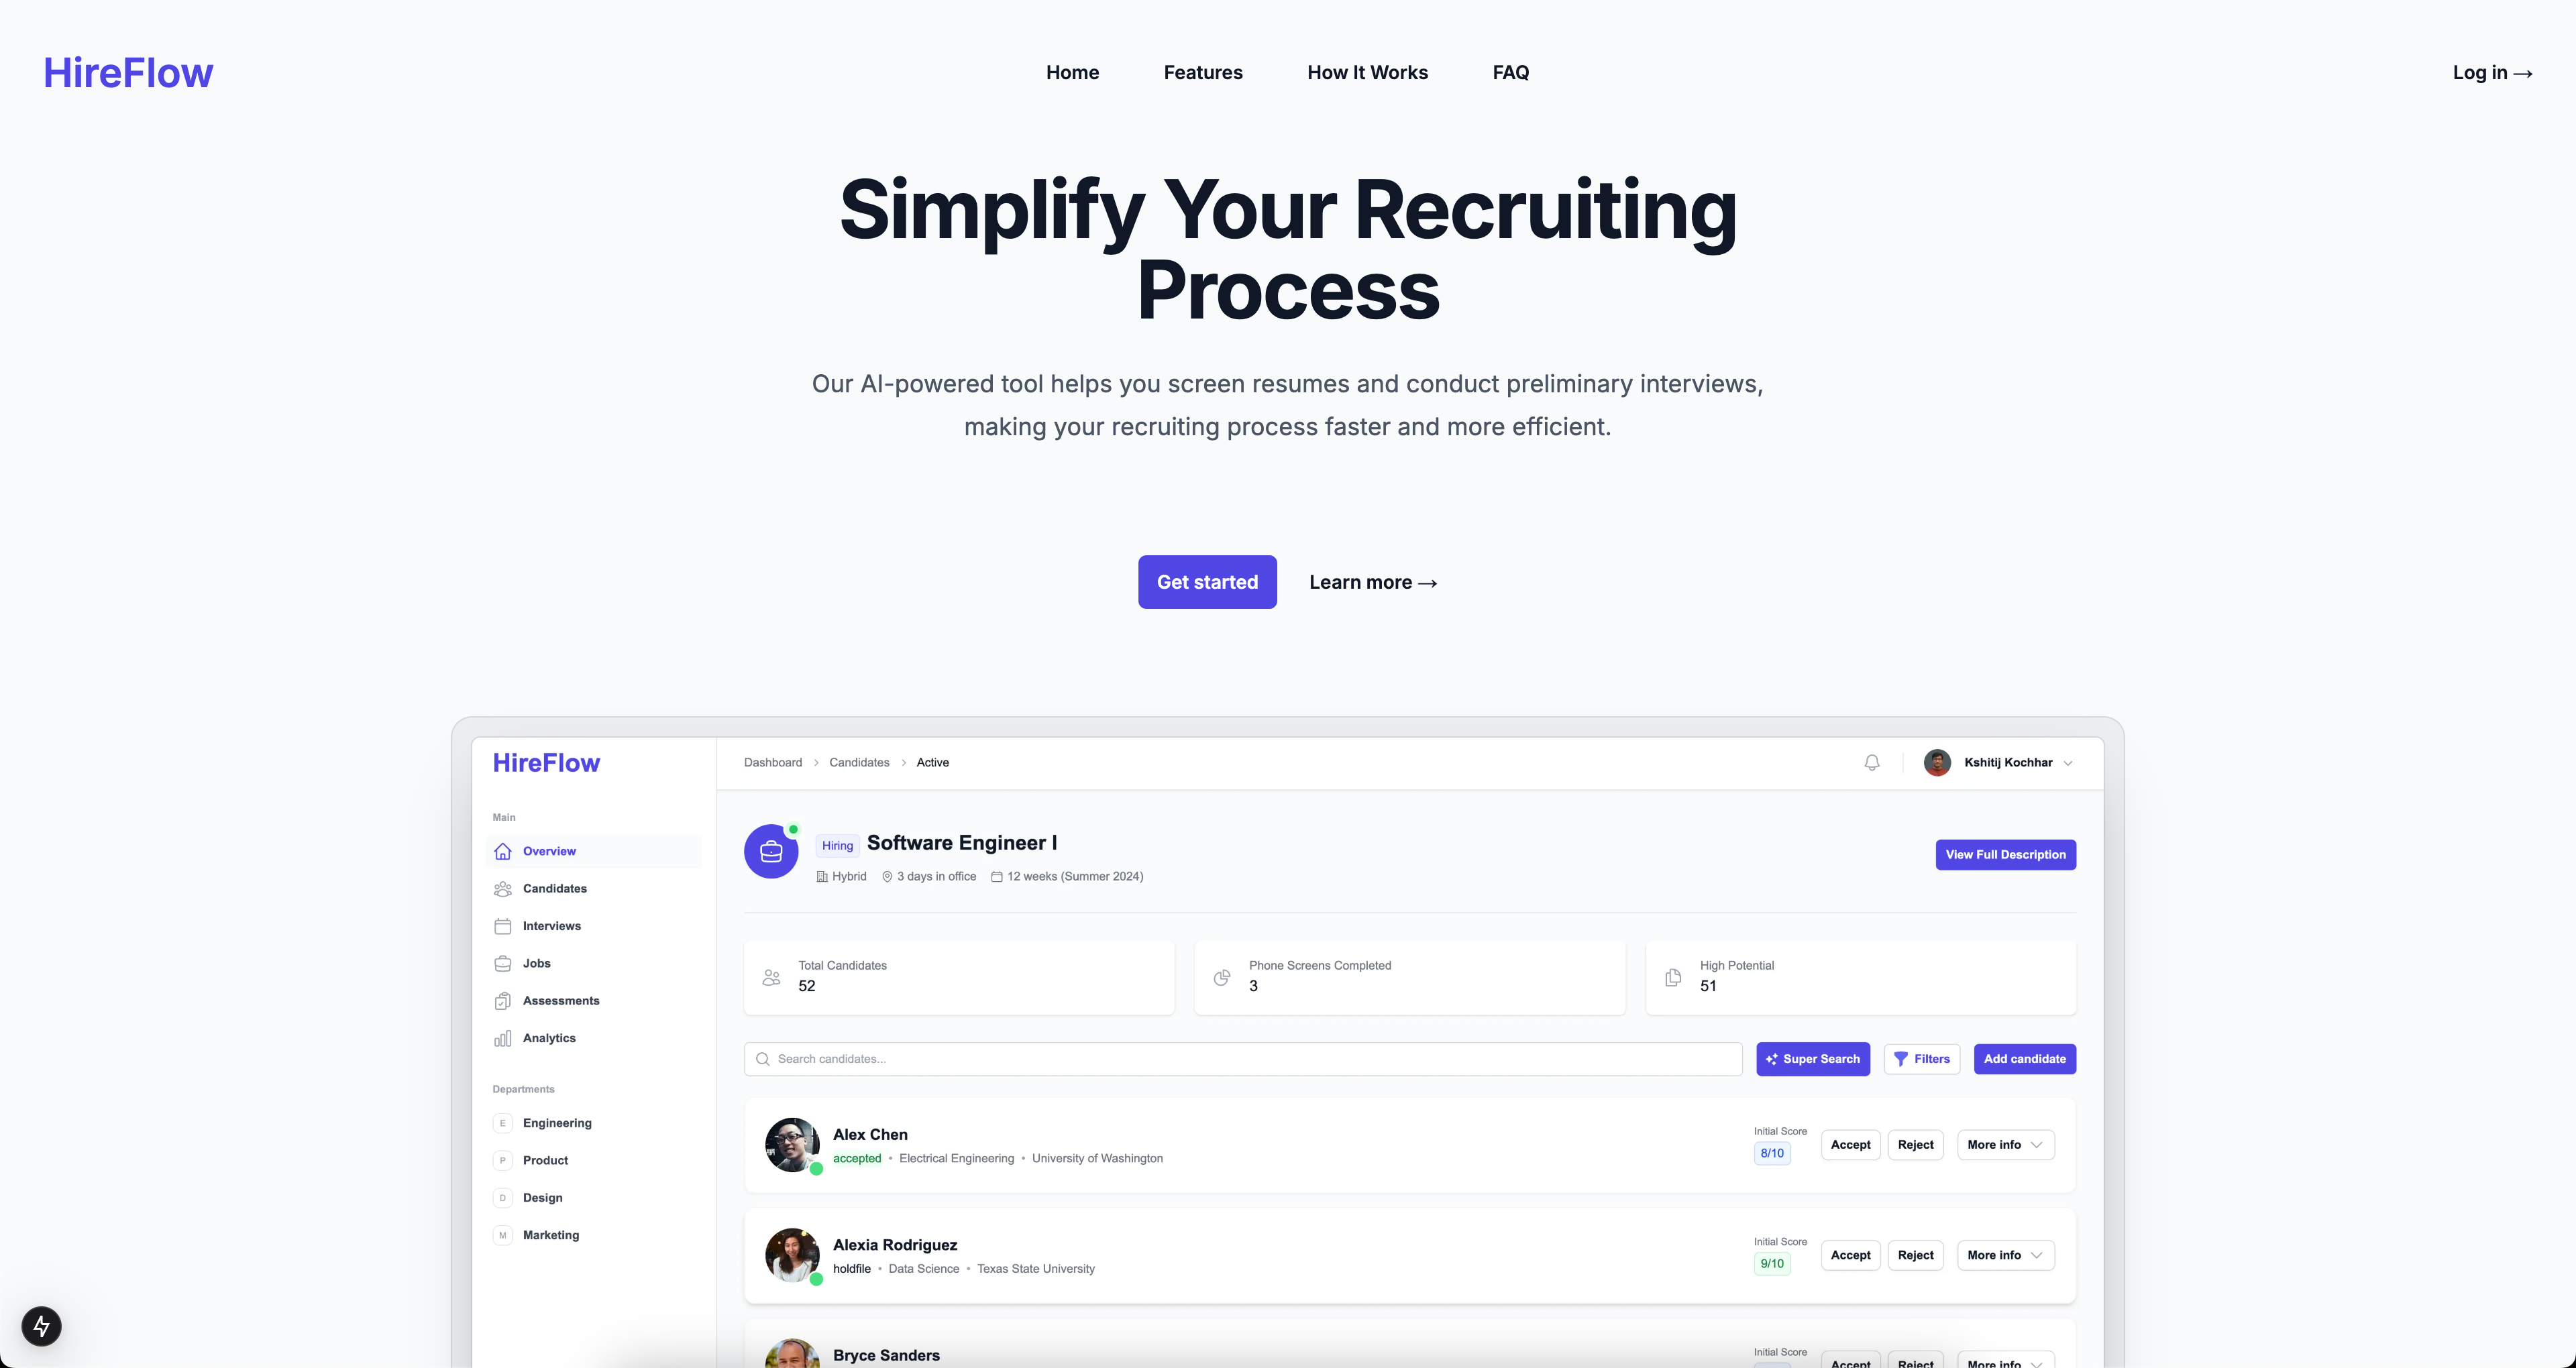 HireFlow
Home
Features
How It Works
FAQ
Log in →
Simplify Your Recruiting
Process
Our AI-powered tool helps you screen resumes and conduct preliminary interviews,
making your recruiting process faster and more efficient.
Get started
Learn more →
HireFlow
Dashboard > Candidates > Active
Kshitij Kochhar
Main
Overview
Candidates
Interviews
Jobs
Assessments
Analytics
Departments
E Engineering
P Product
D Design
M Marketing
Hiring Software Engineer I
Hybrid 3 days in office 12 weeks (Summer 2024)
View Full Description
Total Candidates
52
Phone Screens Completed
3
High Potential
51
Search candidates...
Super Search
Filters
Add candidate
Alex Chen
accepted • Electrical Engineering • University of Washington
Initial Score
8/10
Accept
Reject
More info
Alexia Rodriguez
holdfile • Data Science • Texas State University
Initial Score
9/10
Accept
Reject
More info
Bryce Sanders
Initial Score
Accept
Reject
More info